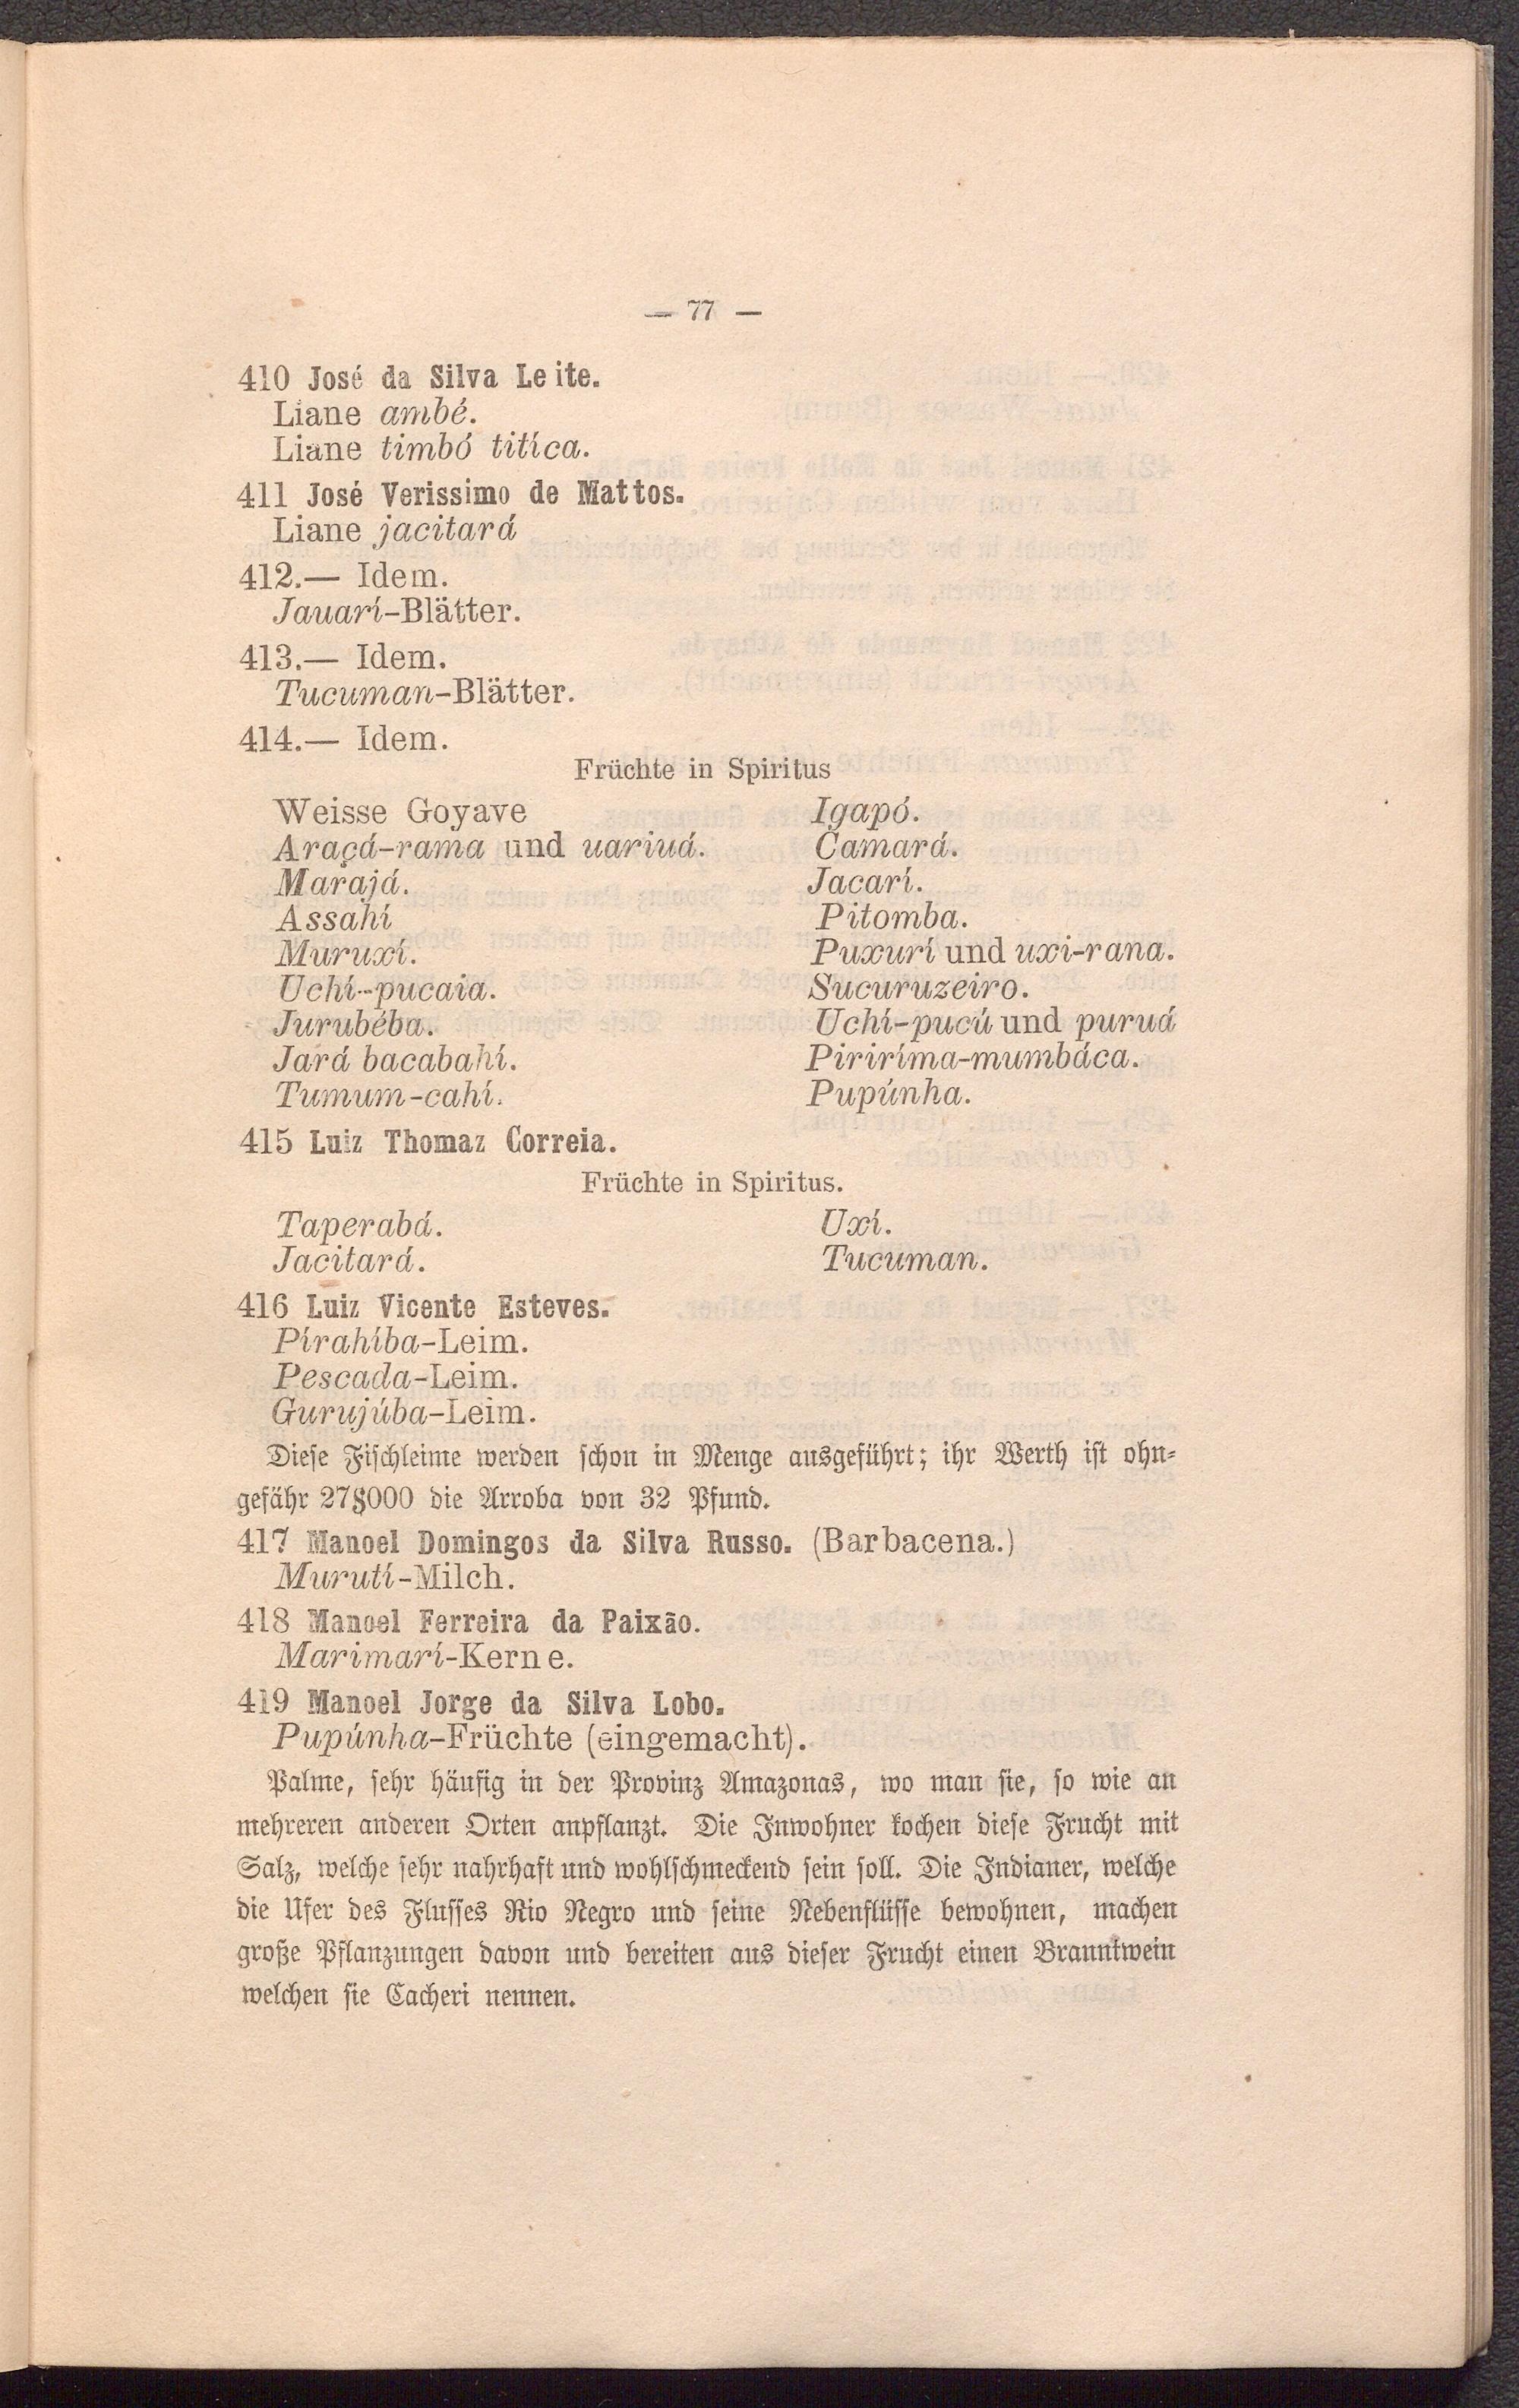 — 77 —
410 José da Silva Leite.
Liane ambé.
Liane timbó titíca.
411 José Verissimo de Mattos.
Liane jacitará
412.— Idem.
Jauarí-Blätter.
413.— Idem.
Tucuman-Blätter.
414.— Idem.
Früchte in Spiritus
Weisse Goyave
Araçá-rama und uariuá.
Marajá.
Assahí
Muruxí.
Uchí-pucaia.
Jurubéba.
Jará bacabahí.
Tumum-cahí.
Igapó.
Camará.
Jacarí.
Pitomba.
Puxurí und uxi-rana.
Sucuruzeiro.
Uchí-pucú und puruá
Piriríma-mumbáca.
Pupúnha.
415 Luiz Thomaz Correia.
Früchte in Spiritus.
Taperabá.
Jacitará.
Uxí.
Tucuman.
416 Luiz Vicente Esteves.
Pírahíba-Leim.
Pescada-Leim.
Gurujúba-Leim.
Diese Fischleime werden schon in Menge ausgeführt; ihr Werth ist ohn-
gefähr 27$000 die Arroba von 32 Pfund.
417 Manoel Domingos da Silva Russo. (Barbacena.)
Murutí-Milch.
418 Manoel Ferreira da Paixão.
Marimarí-Kerne.
419 Manoel Jorge da Silva Lobo.
Pupúnha-Früchte (eingemacht).
Palme, sehr häufig in der Provinz Amazonas, wo man sie, so wie an
mehreren anderen Orten anpflanzt. Die Inwohner kochen diese Frucht mit
Salz, welche sehr nahrhaft und wohlschmeckend sein soll. Die Indianer, welche
die Ufer des Flusses Rio Negro und seine Nebenflüsse bewohnen, machen
große Pflanzungen davon und bereiten aus dieser Frucht einen Branntwein
welchen sie Cacheri nennen.